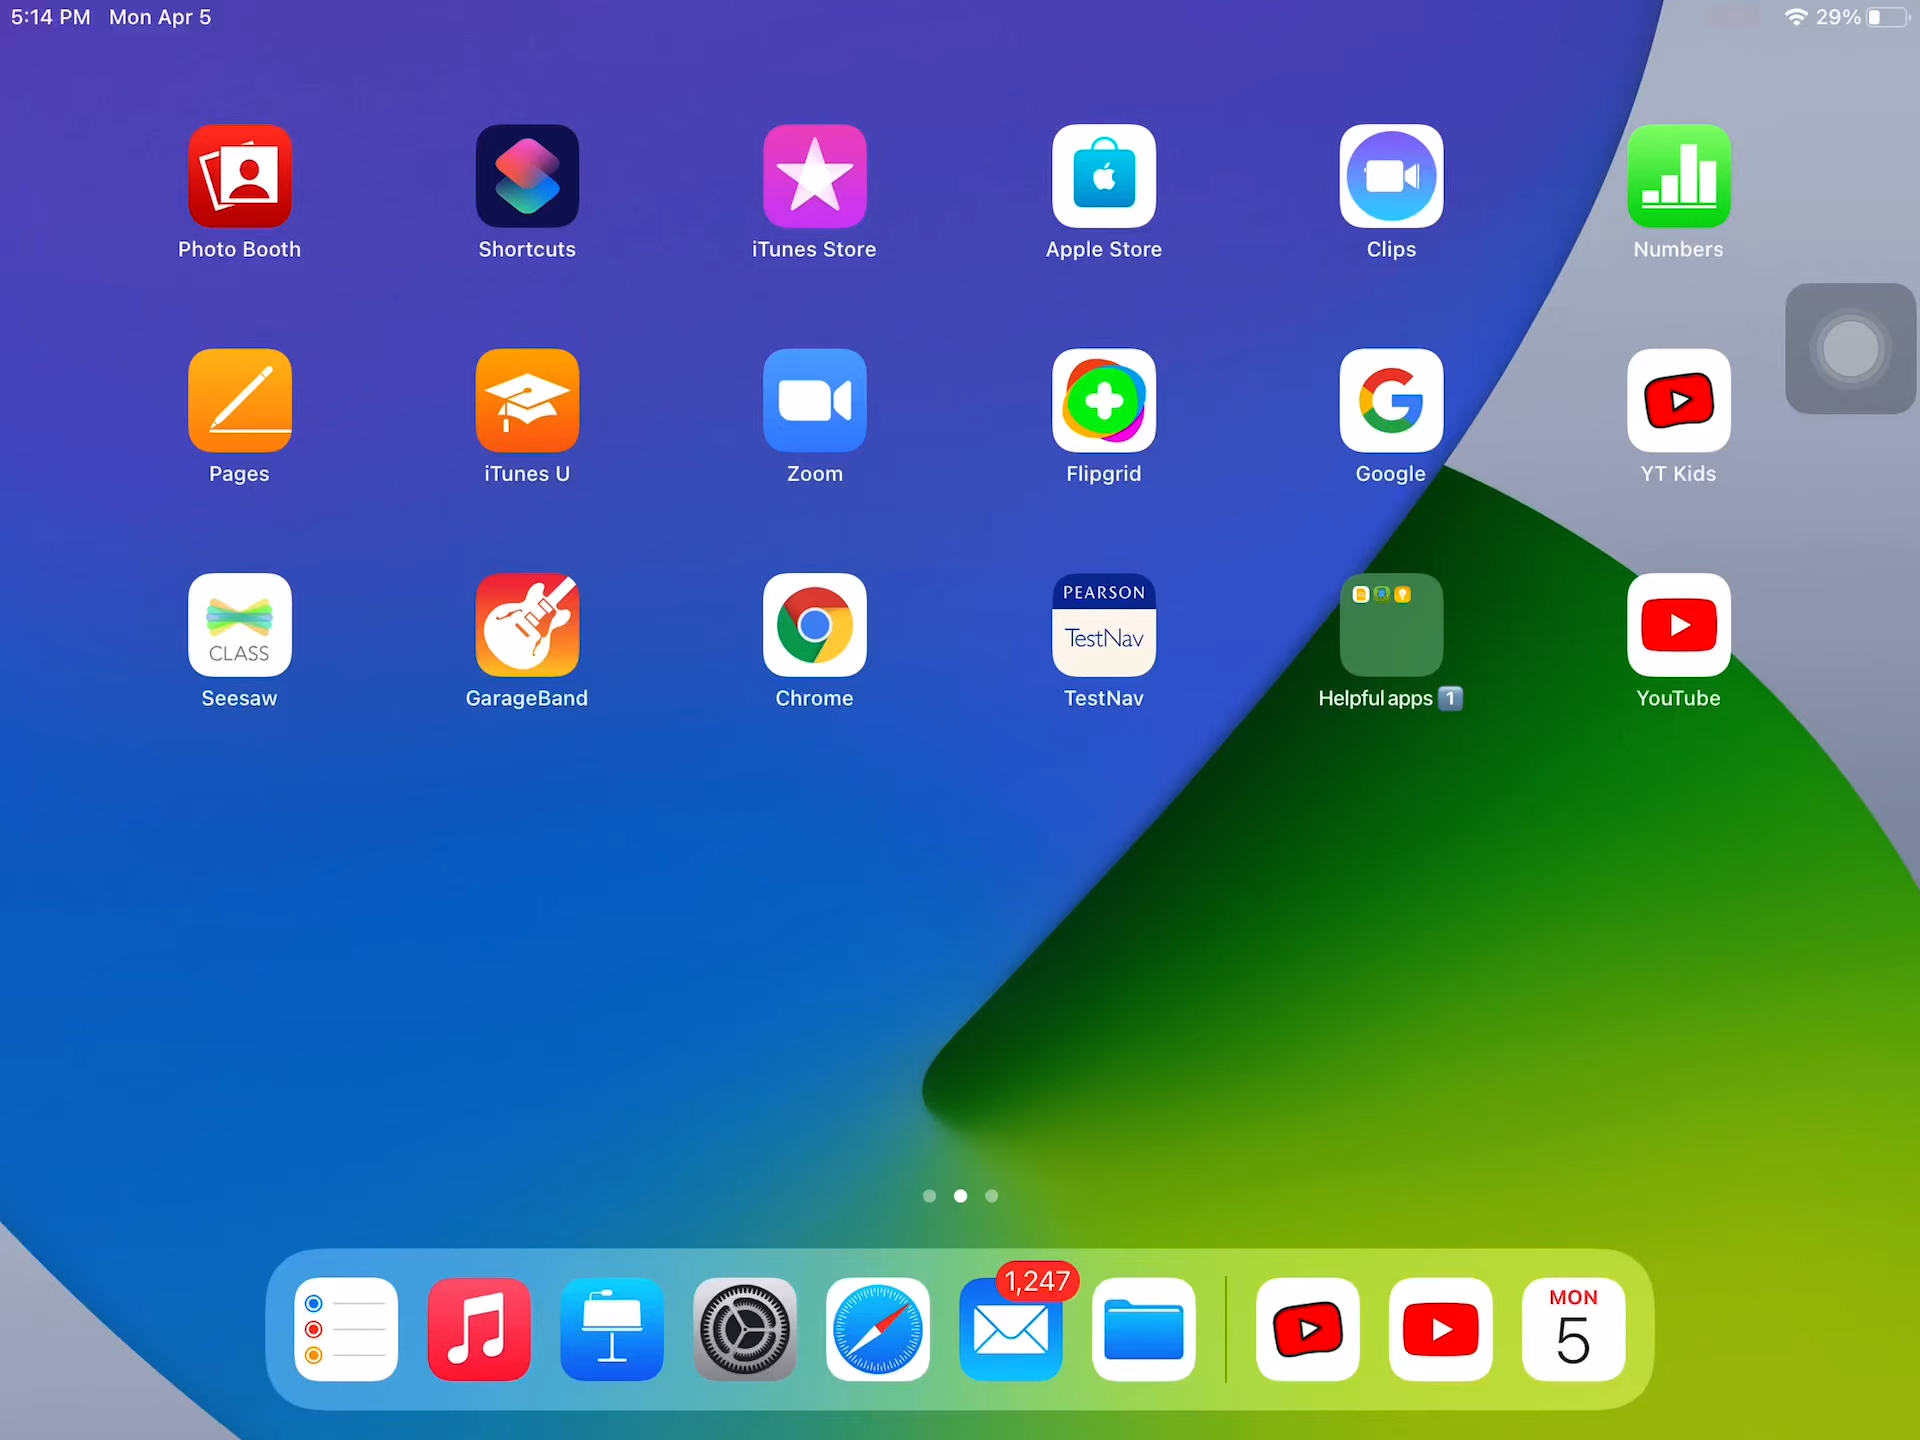 5:14 PM Mon Apr 5
29%
Photo Booth
Shortcuts
iTunes Store
Apple Store
Clips
Numbers
Pages
iTunes U
Zoom
Flipgrid
Google
YT Kids
CLASS
Seesaw
GarageBand
Chrome
PEARSON
TestNav
TestNav
Helpful apps 1
YouTube
1,247
MON
5